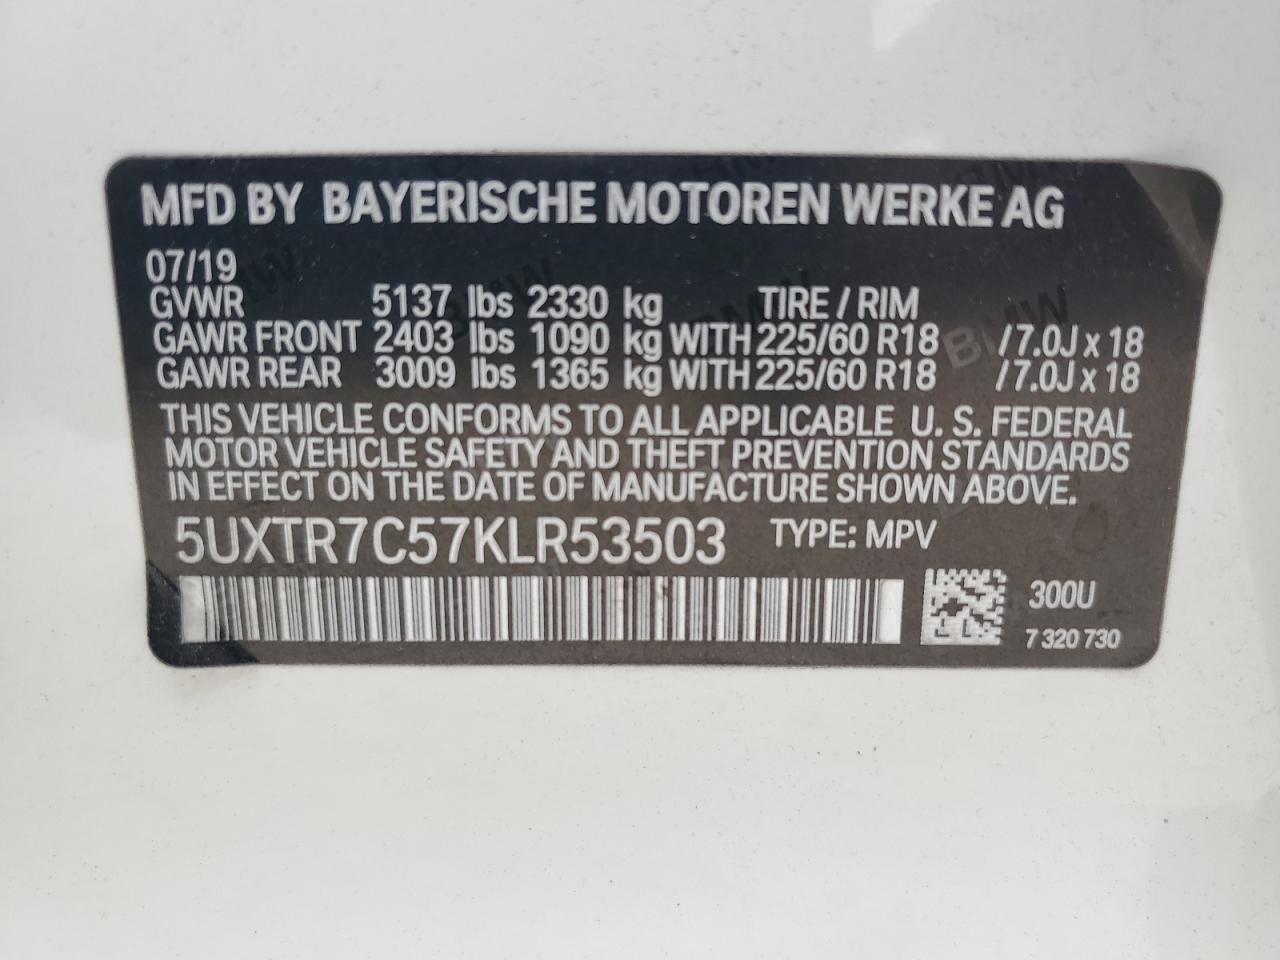 MFD BY BAYERISCHE MOTOREN WERKE AG
07/19
GVWR 5137 lbs 2330 kg TIRE / RIM
GAWR FRONT 2403 lbs 1090 kg WITH 225/60 R18 / 7.0J x 18
GAWR REAR 3009 lbs 1365 kg WITH 225/60 R18 / 7.0J x 18
THIS VEHICLE CONFORMS TO ALL APPLICABLE U. S. FEDERAL
MOTOR VEHICLE SAFETY AND THEFT PREVENTION STANDARDS
IN EFFECT ON THE DATE OF MANUFACTURE SHOWN ABOVE.
5UXTR7C57KLR53503 TYPE: MPV
300U
7 320 730